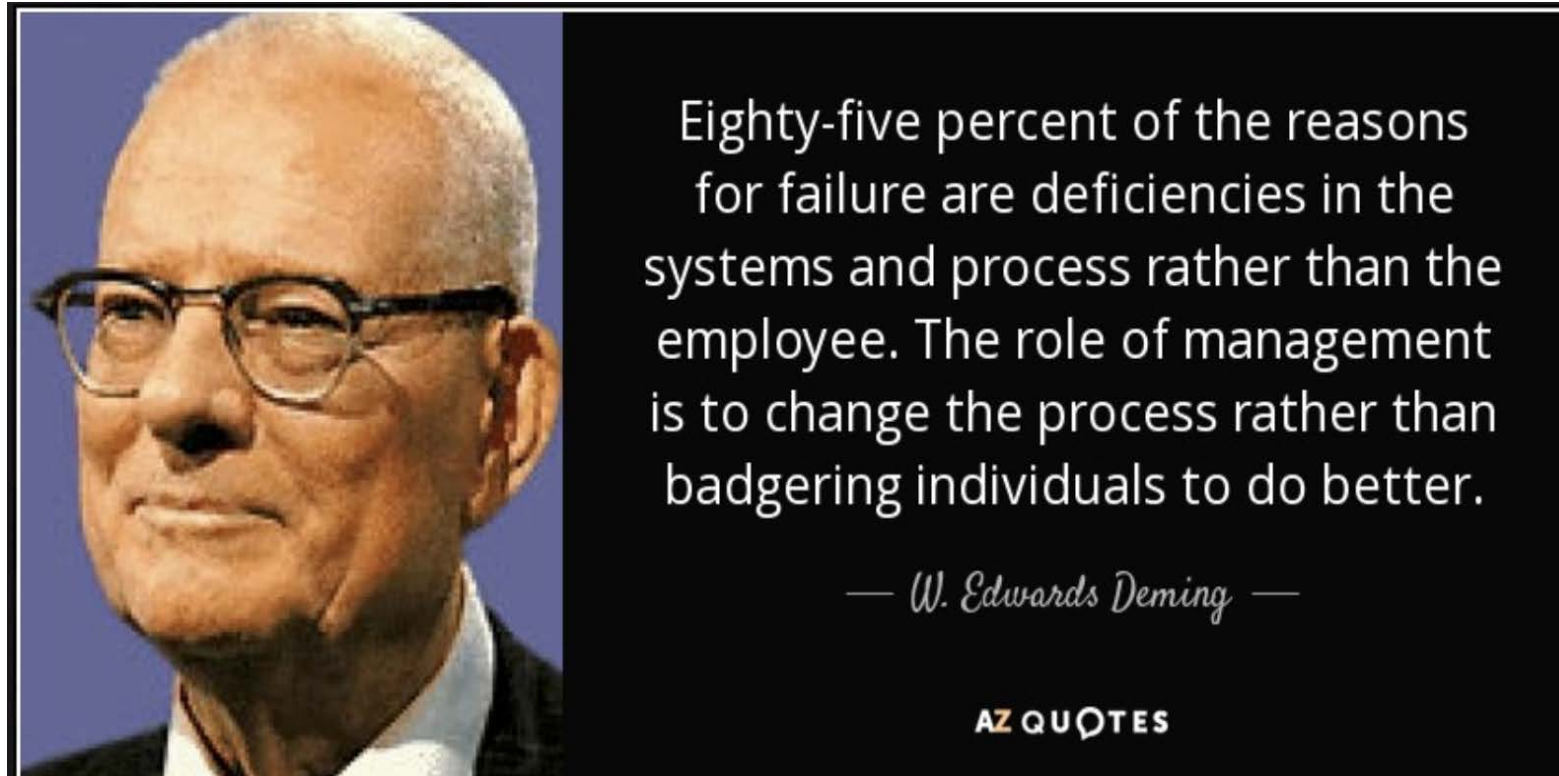 Eighty-five percent of the reasons
for failure are deficiencies in the
systems and process rather than the
employee. The role of management
is to change the process rather than
badgering individuals to do better.
— W. Edwards Deming —
AZ QUOTES